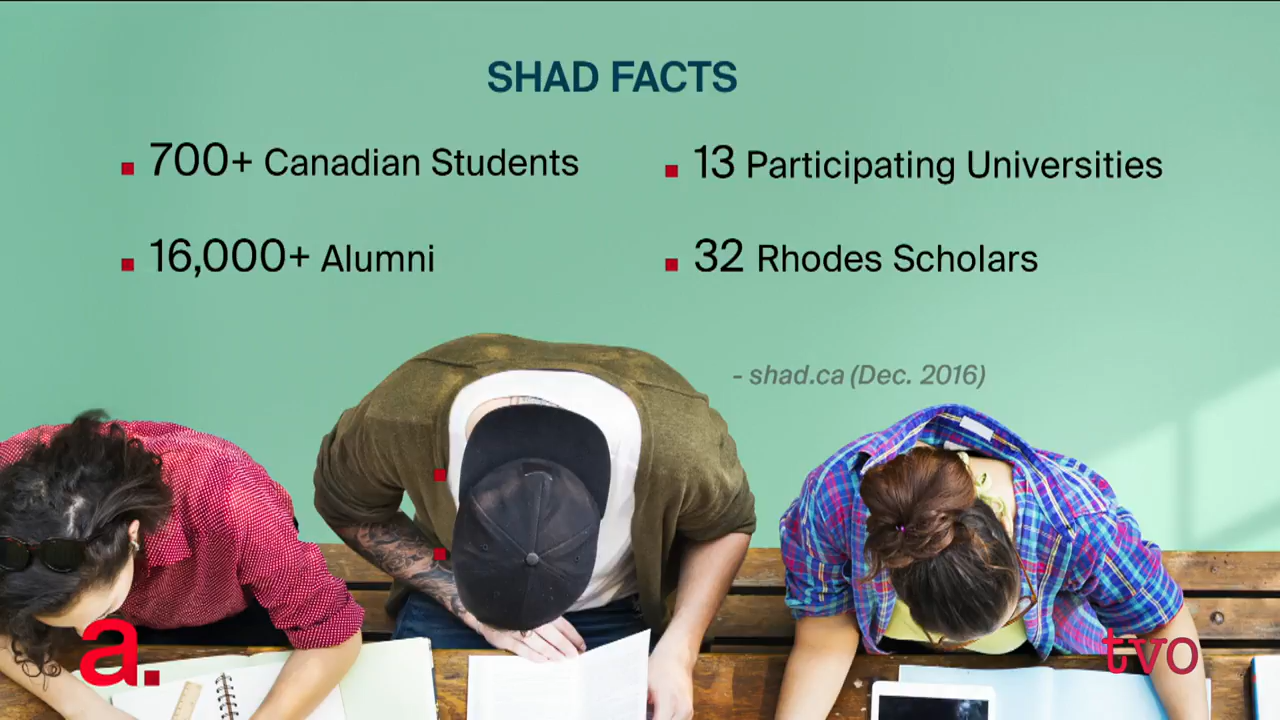 SHAD FACTS
700+ Canadian Students
13 Participating Universities
16,000+ Alumni
32 Rhodes Scholars
- shad.ca (Dec. 2016)
a.
tvo